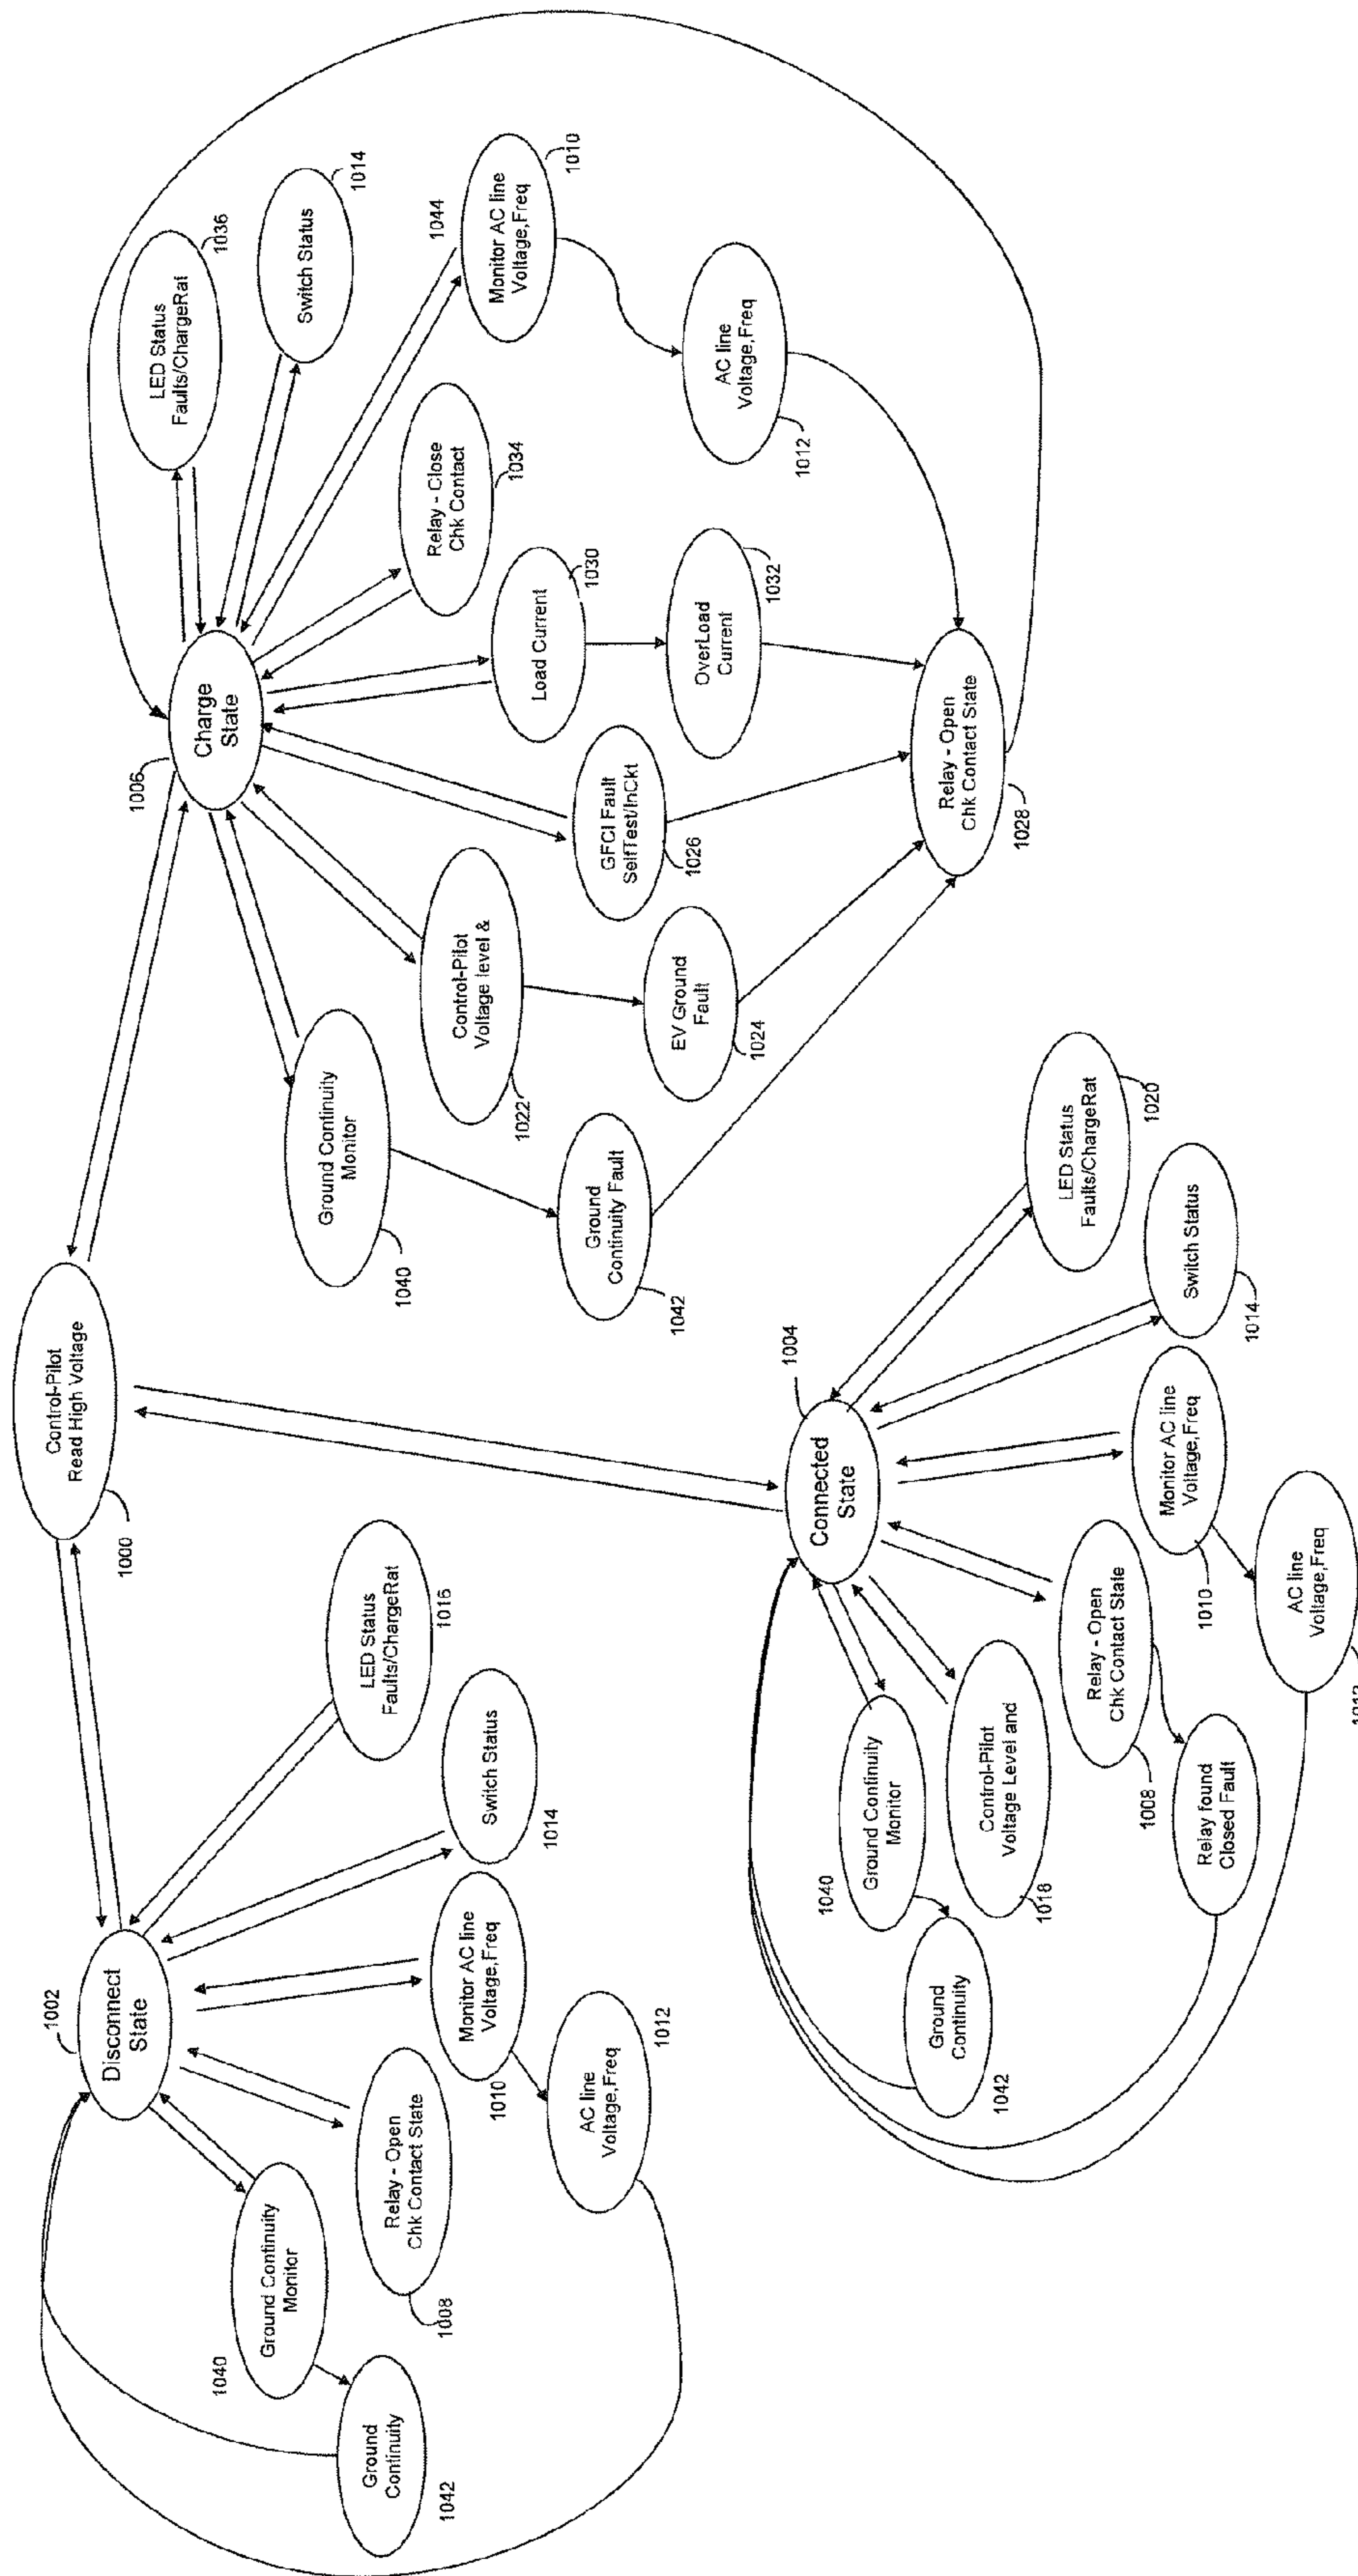 Control-Pilot
Read High Voltage
1000
1002
Disconnect
State
LED Status
Faults/ChargeRat
1016
Switch Status
1014
Monitor AC line
Voltage,Freq
1010
AC line
Voltage,Freq
1012
Relay - Open
Chk Contact State
1008
Ground Continuity
Monitor
1040
Ground
Continuity
1042
1004
Connected
State
Ground Continuity
Monitor
1040
Ground
Continuity
1042
Control-Pilot
Voltage Level and
1018
Relay - Open
Chk Contact State
1008
Relay found
Closed Fault
Monitor AC line
Voltage,Freq
1010
AC line
Voltage,Freq
Switch Status
1014
LED Status
Faults/ChargeRat
1020
1006
Charge
State
Ground Continuity
Monitor
1040
Ground
Continuity Fault
1042
Control-Pilot
Voltage level &
1022
EV Ground
Fault
1024
GFCI Fault
SelfTest/InCkt
1026
Load Current
1030
OverLoad
Current
1032
Relay - Close
Chk Contact
1034
LED Status
Faults/ChargeRat
1036
Switch Status
1014
1044
Monitor AC line
Voltage,Freq
1010
AC line
Voltage,Freq
1012
Relay - Open
Chk Contact State
1028